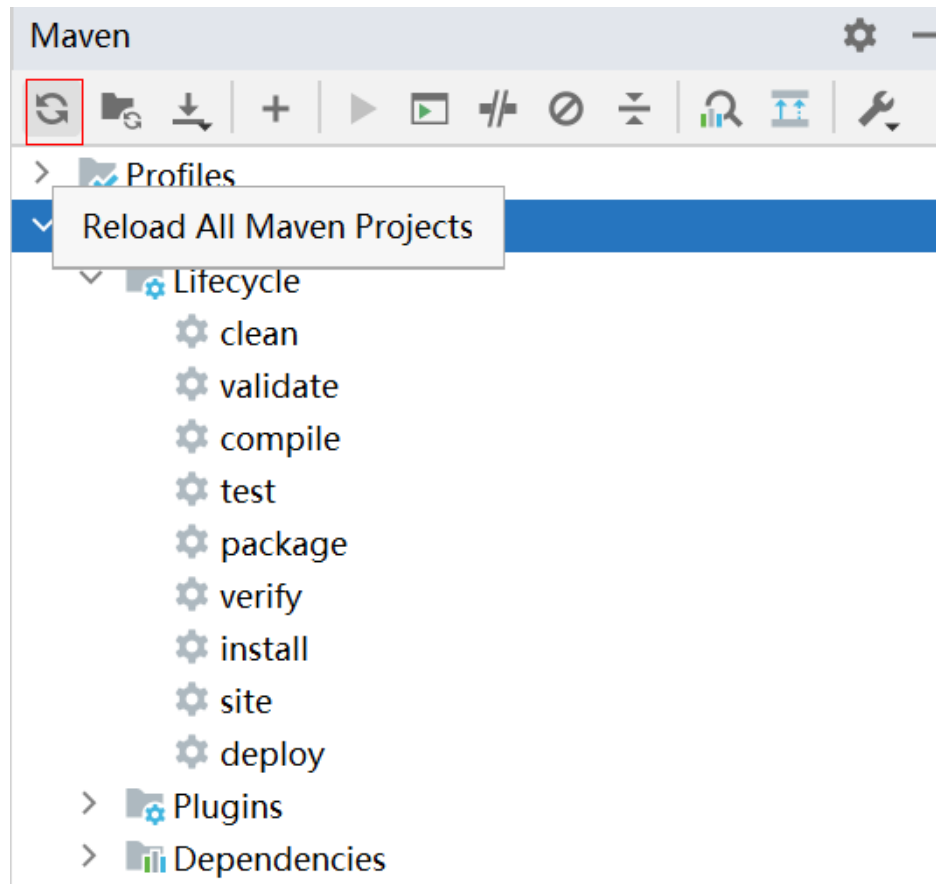 Maven
Profiles
Reload All Maven Projects
Lifecycle
clean
validate
compile
test
package
verify
install
site
deploy
Plugins
Dependencies